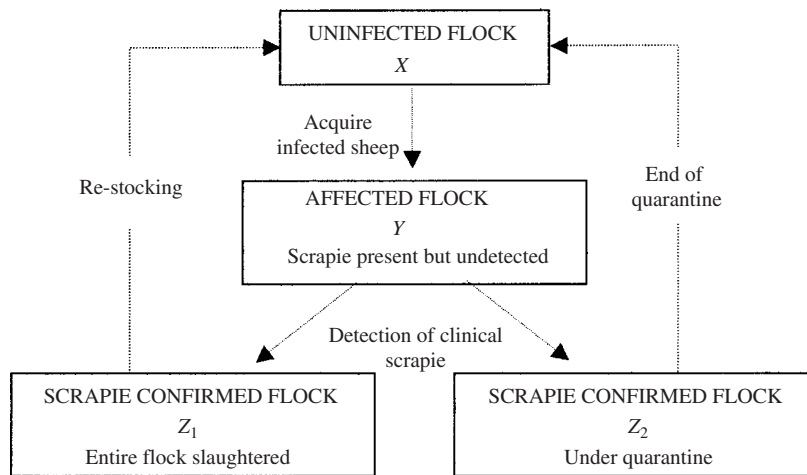 UNINFECTED FLOCK
X
Acquire
infected sheep
Re-stocking
End of
quarantine
AFFECTED FLOCK
Y
Scrapie present but undetected
Detection of clinical
scrapie
SCRAPIE CONFIRMED FLOCK
Z₁
Entire flock slaughtered
SCRAPIE CONFIRMED FLOCK
Z₂
Under quarantine